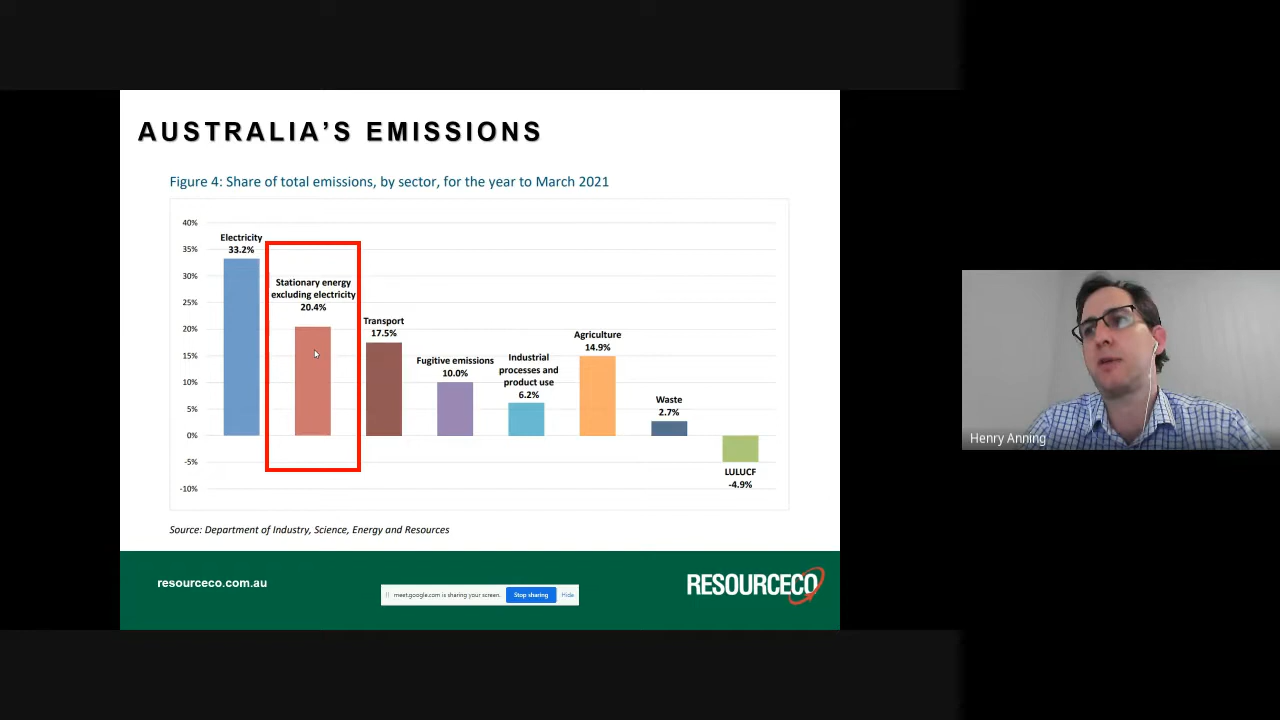 AUSTRALIA'S EMISSIONS
Figure 4: Share of total emissions, by sector, for the year to March 2021
40%
35%
30%
25%
20%
15%
10%
5%
0%
-5%
-10%
Electricity
33.2%
Stationary energy
excluding electricity
20.4%
Transport
17.5%
Fugitive emissions
10.0%
Industrial
processes and
product use
6.2%
Agriculture
14.9%
Waste
2.7%
LULUCF
-4.9%
Source: Department of Industry, Science, Energy and Resources
resourceco.com.au
meet.google.com is sharing your screen.
Stop sharing
Hide
RESOURCECO
Henry Anning